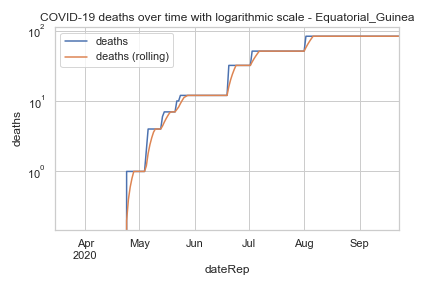 COVID-19 deaths over time with logarithmic scale - Equatorial_Guinea
deaths
deaths (rolling)
10²
10¹
10⁰
deaths
Apr
2020
May
Jun
Jul
Aug
Sep
dateRep